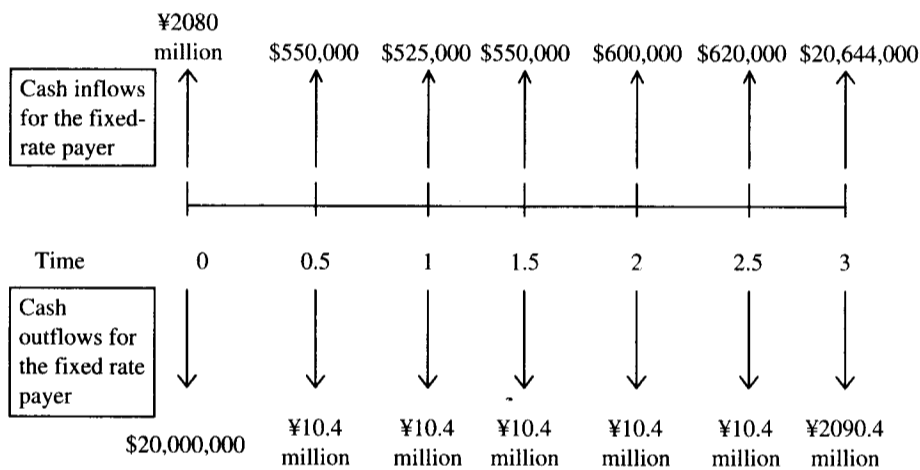 ¥2080
million $550,000 $525,000 $550,000 $600,000 $620,000 $20,644,000
Cash inflows
for the fixed-
rate payer
Time 0 0.5 1 1.5 2 2.5 3
Cash
outflows for
the fixed rate
payer
$20,000,000
¥10.4 ¥10.4 ¥10.4 ¥10.4 ¥10.4 ¥2090.4
million million million million million million